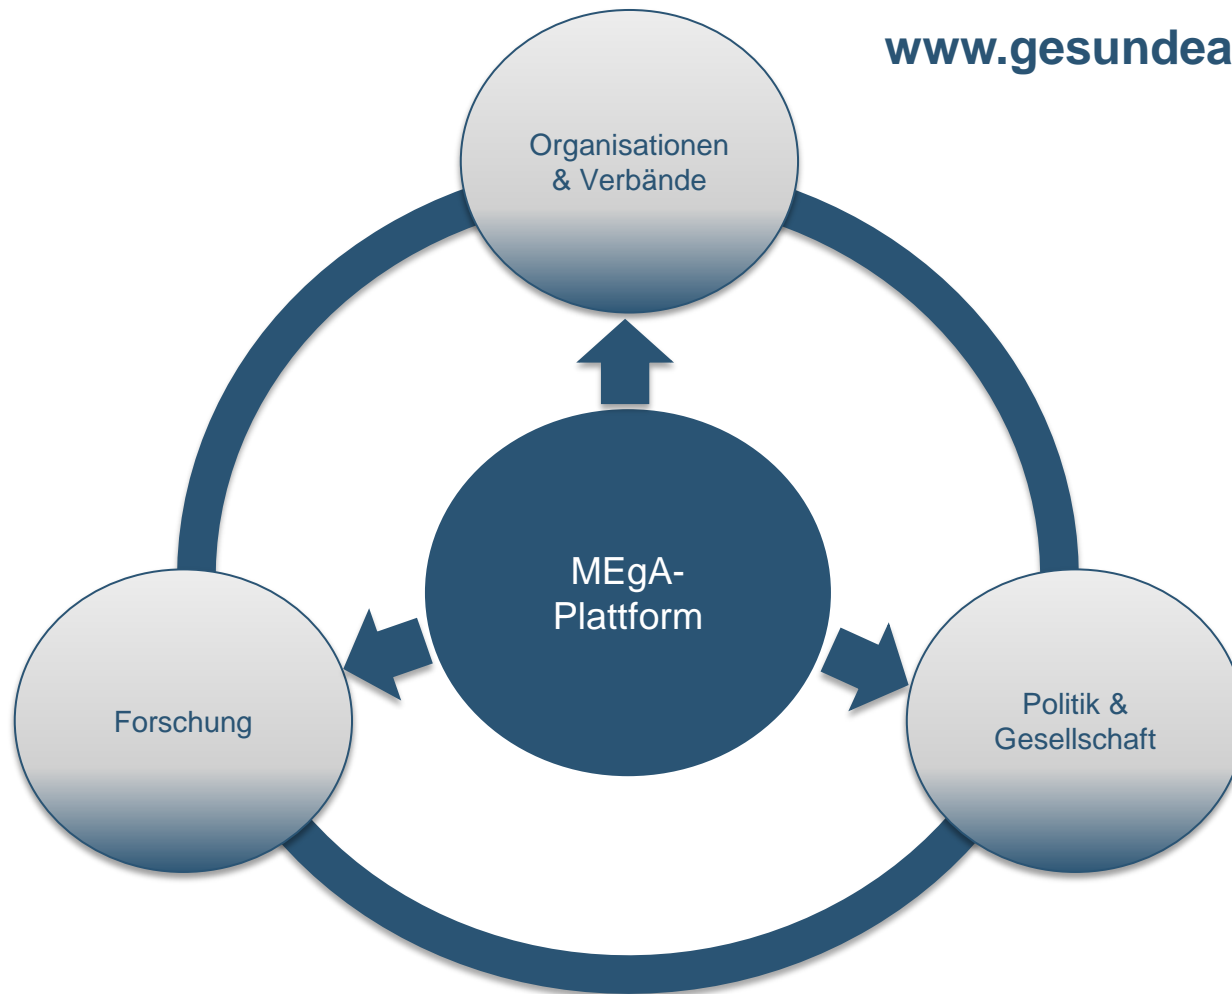 www.gesundea
Organisationen
& Verbände
MEgA-
Plattform
Forschung
Politik &
Gesellschaft